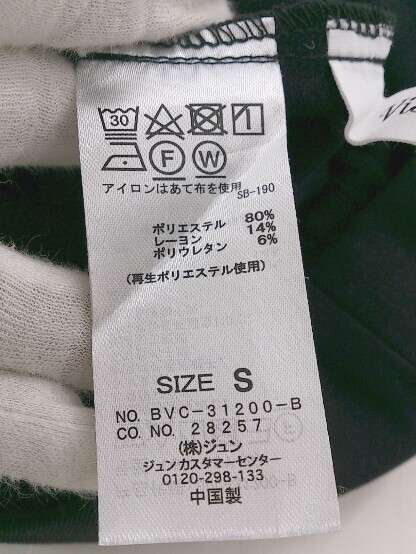 30
F W
アイロンはあて布を使用
SB-190
ポリエステル 80%
レーヨン 14%
ポリウレタン 6%
(再生ポリエステル使用)
SIZE S
NO. BVC-31200-B
CO. NO. 28257
(株)ジュン
ジュンカスタマーセンター
0120-298-133
中国製